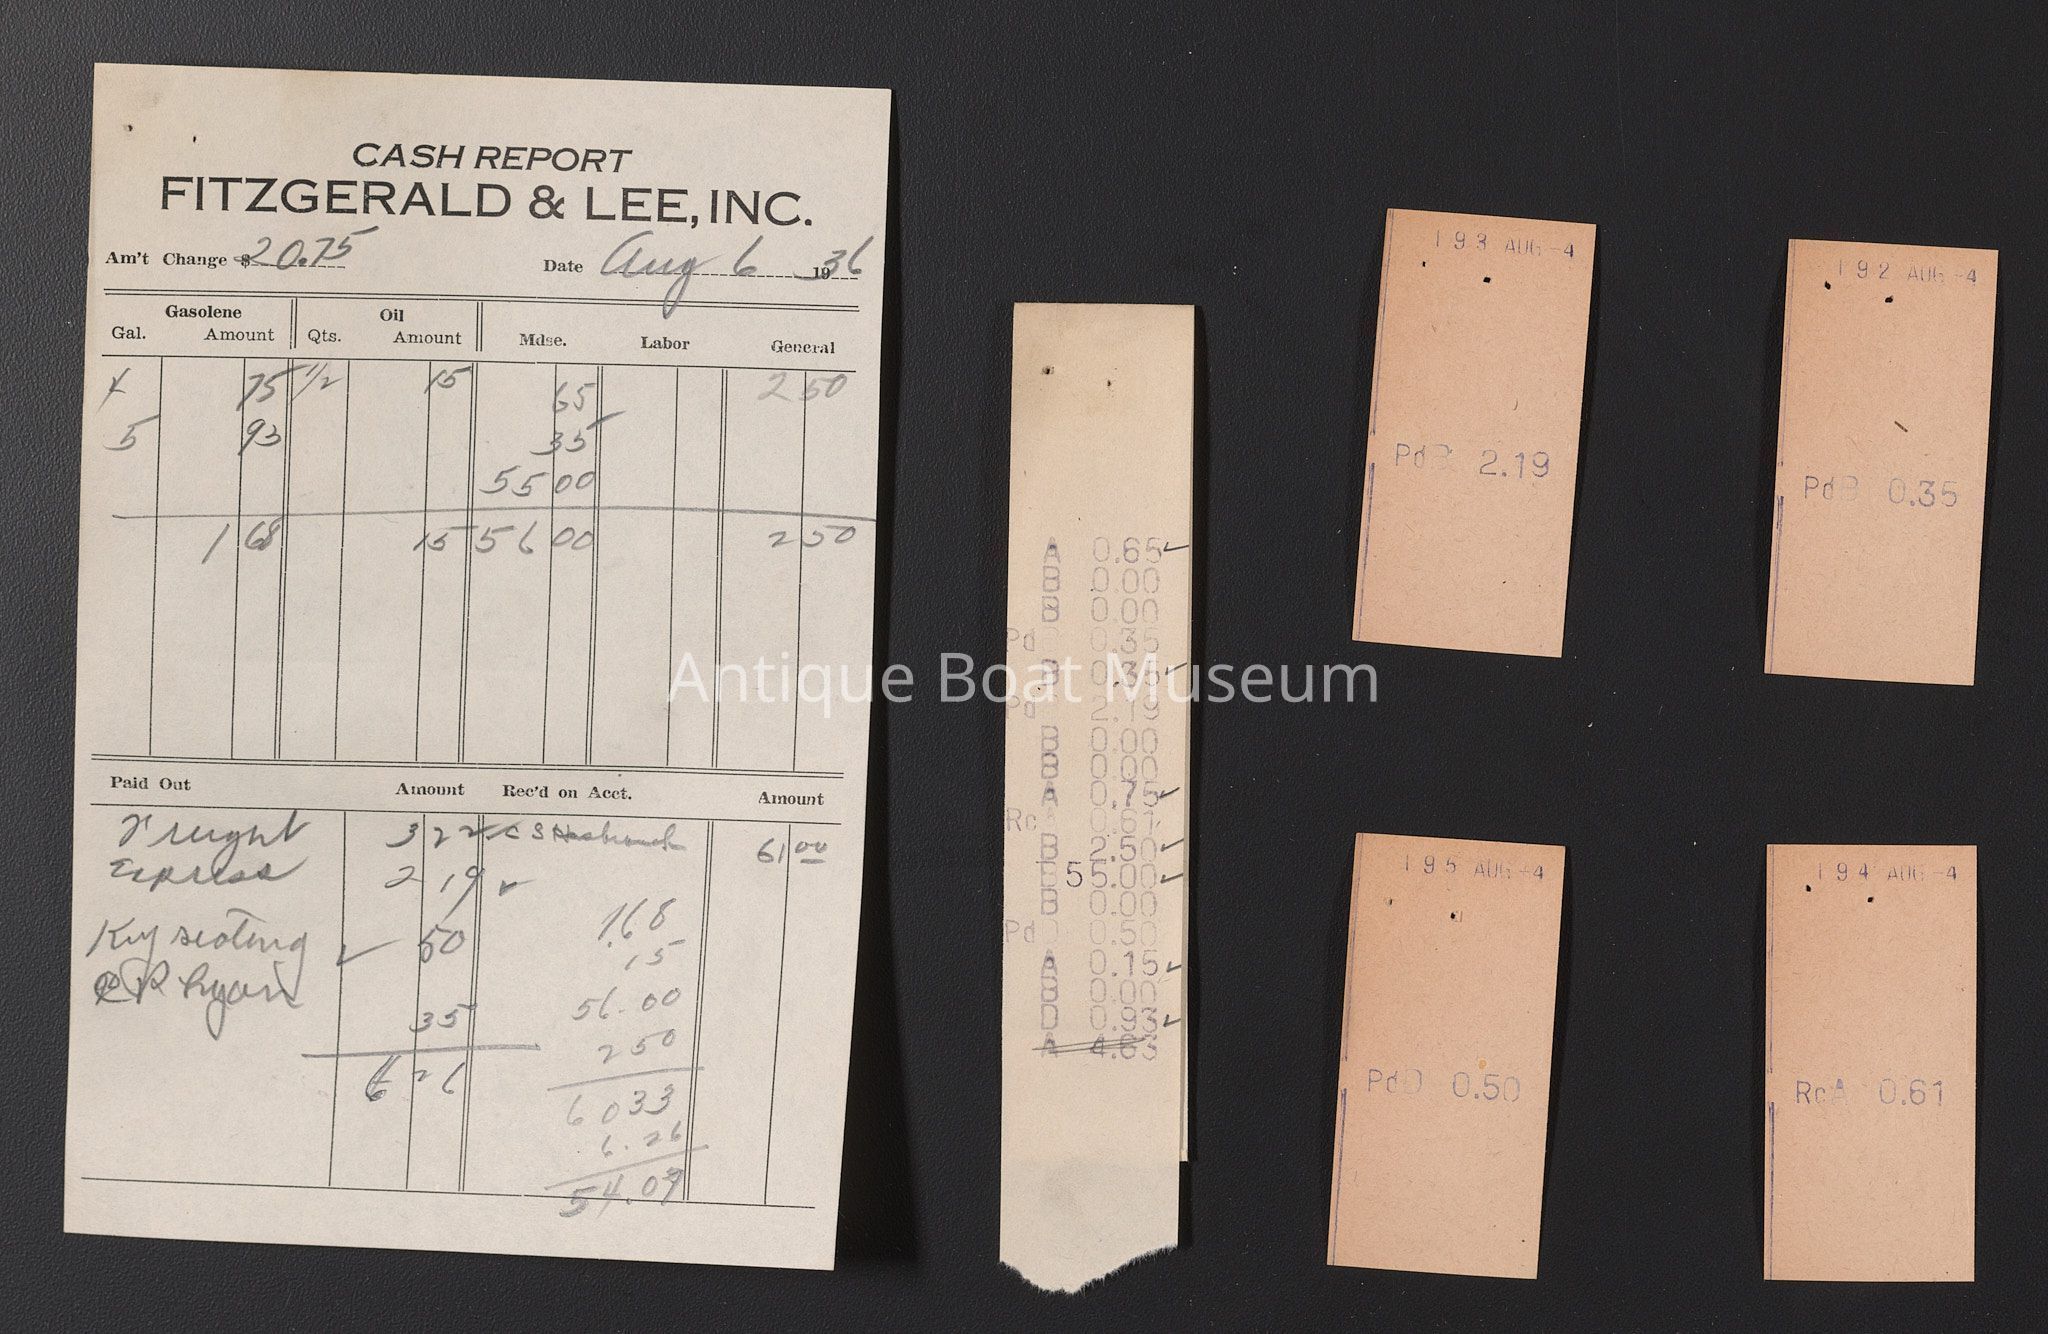 CASH REPORT
FITZGERALD & LEE, INC.
Am't Change $20.75 Date Aug 6 1936
Gasolene Oil
Gal. Amount Qts. Amount Mdse. Labor General
4 75 1/2 15 65 2 50
5 93 35
55 00
1 68 15 56 00 2 50
Paid Out Amount Rec'd on Acct. Amount
Freight 3 22 C S 61 00
Express 2 19 ✓
1.68
Key seating ✓ 50
.15
56.00
35
2 50
6 26
60 33
6.26
54.07
A 0.65 ✓
B 0.00
B 0.00
Pd 0.35
0.35 ✓
Pd 2.19
B 0.00
B 0.00
A 0.75 ✓
Rc 0.61
B 2.50 ✓
55.00 ✓
B 0.00
Pd 0.50
A 0.15 ✓
B 0.00
D 0.93 ✓
A 4.63
193 AUG-4
PdB 2.19
192 AUG-4
PdB 0.35
195 AUG-4
PdD 0.50
194 AUG-4
RcA 0.61
Antique Boat Museum